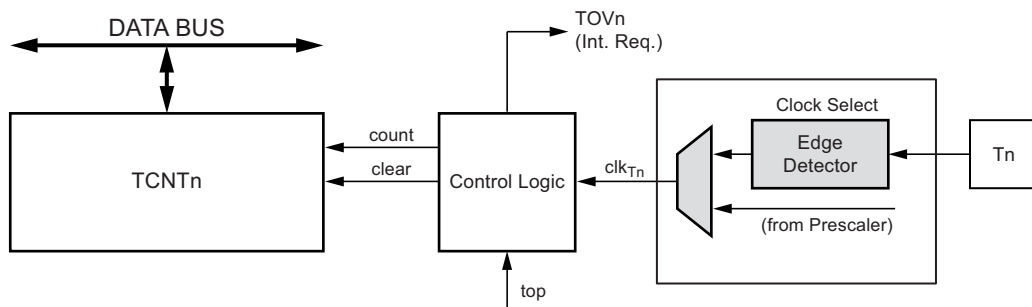 DATA BUS
TOVn
(Int. Req.)
TCNTn
count
clear
Control Logic
clkTn
Clock Select
Edge
Detector
(from Prescaler)
Tn
top